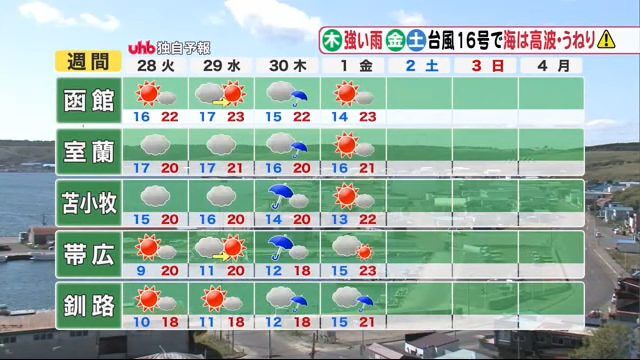 uhb 独自予報
木 強い雨 金 土 台風16号で海は高波・うねり
週間 28 火 29 水 30 木 1 金 2 土 3 日 4 月
函館
16 22 17 23 15 22 14 23
室蘭
17 20 17 21 16 20 16 21
苫小牧
15 20 16 20 14 20 13 22
帯広
9 20 11 20 12 18 15 23
釧路
10 18 11 18 12 18 15 21